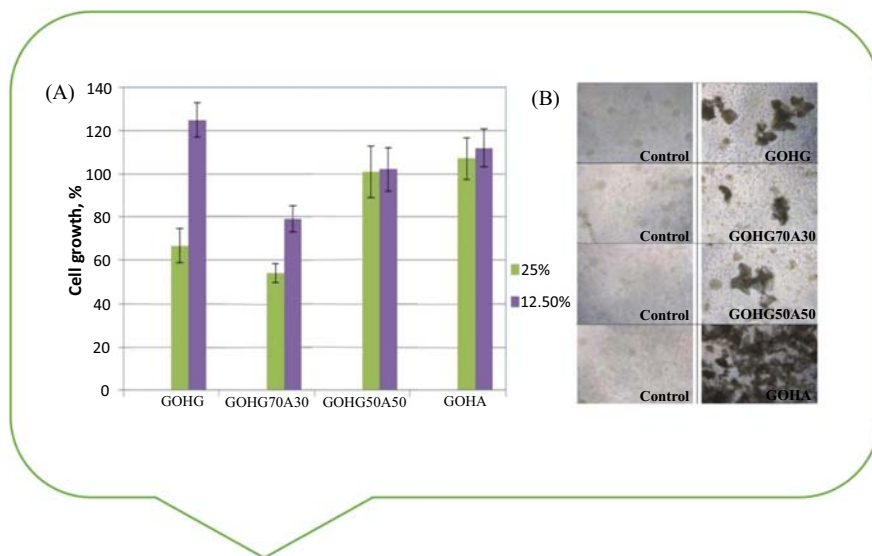 (A)
140
120
100
80
60
40
20
0
Cell growth, %
GOHG
GOHG70A30
GOHG50A50
GOHA
25%
12.50%
(B)
Control
GOHG
Control
GOHG70A30
Control
GOHG50A50
Control
GOHA